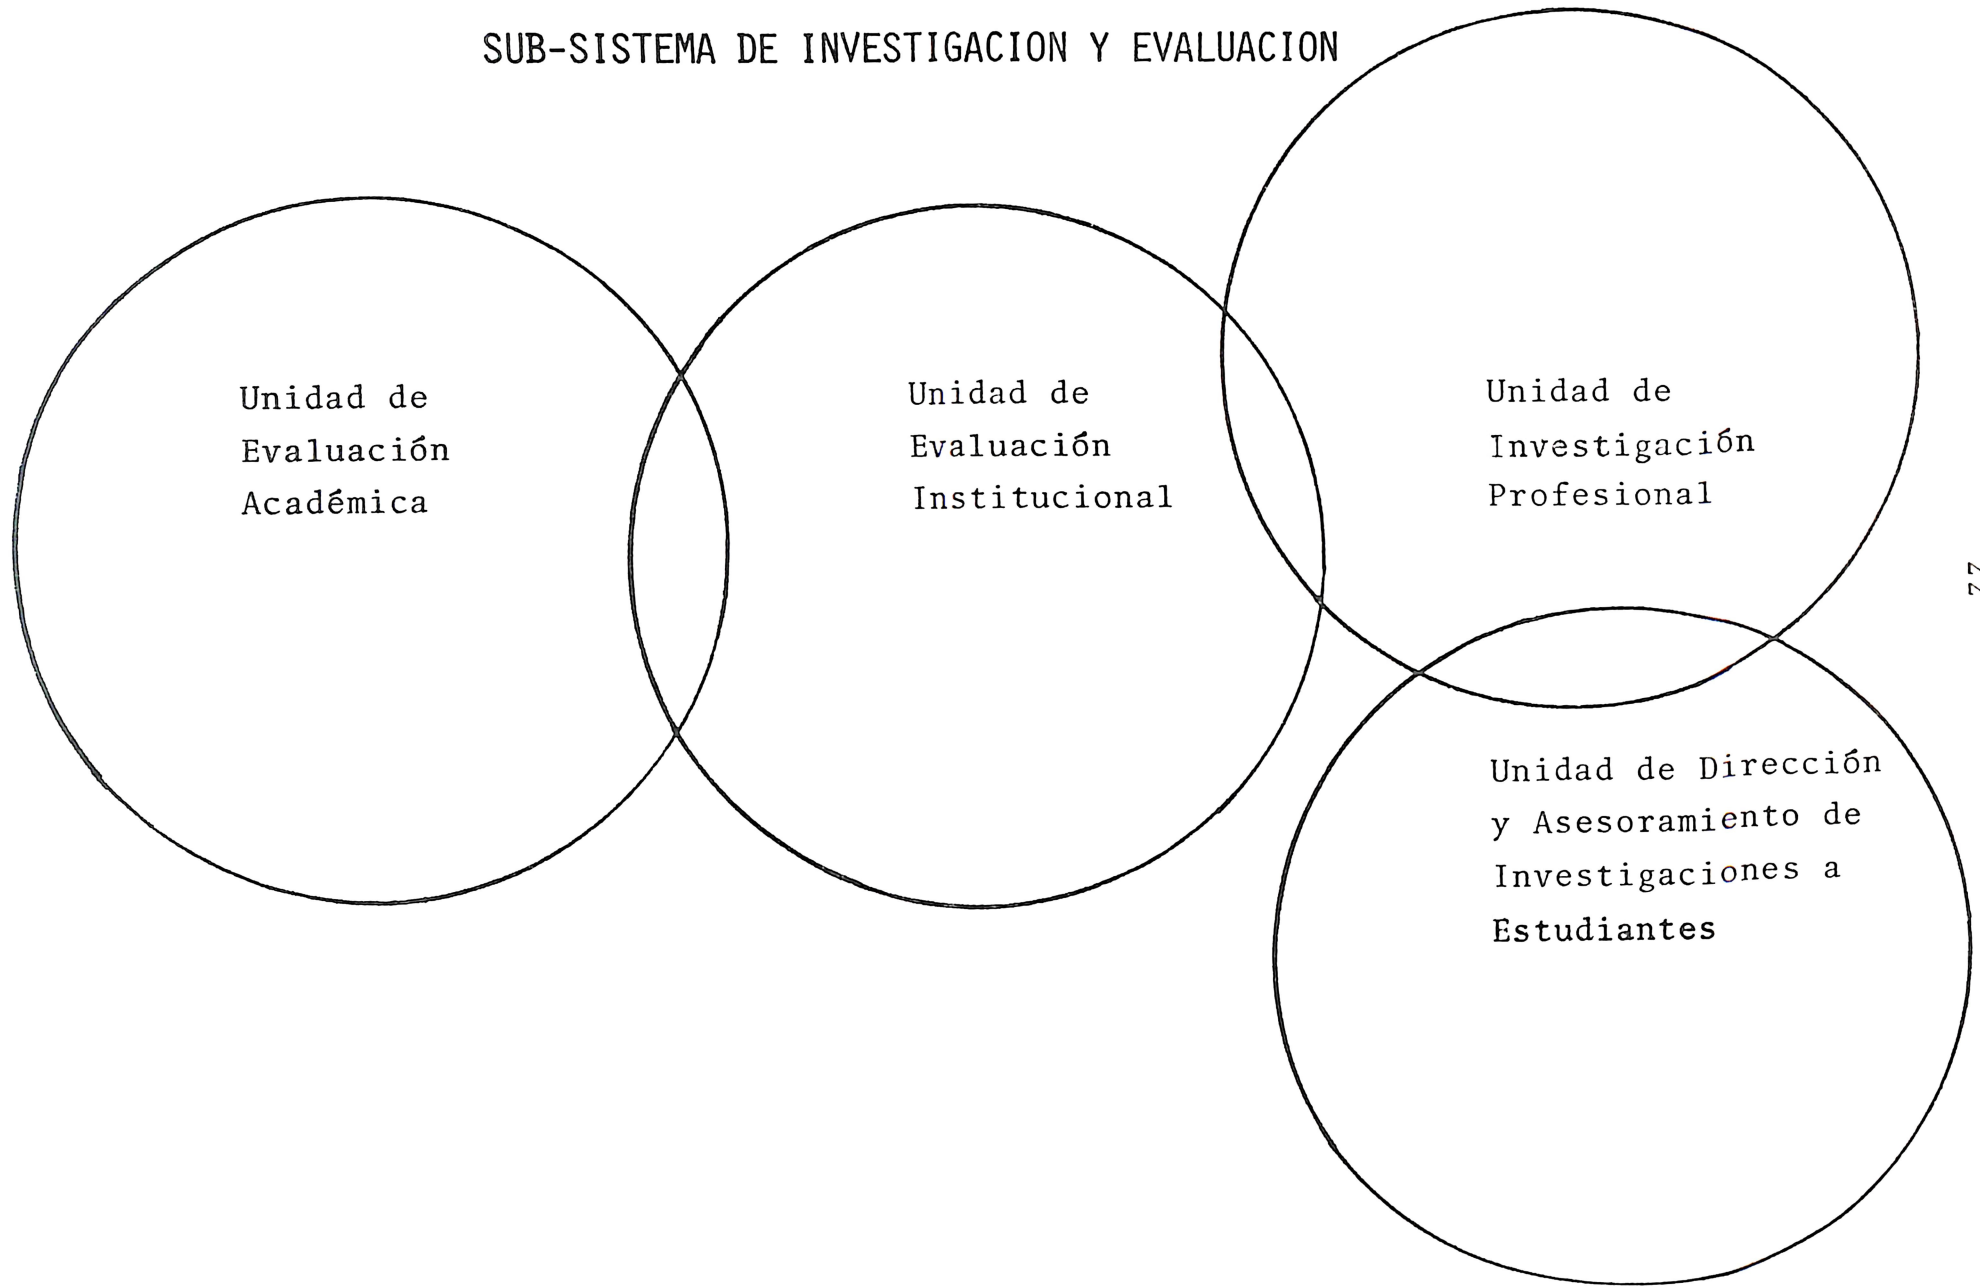 SUB-SISTEMA DE INVESTIGACION Y EVALUACION
Unidad de
Evaluación
Académica
Unidad de
Evaluación
Institucional
Unidad de
Investigación
Profesional
Unidad de Dirección
y Asesoramiento de
Investigaciones a
Estudiantes